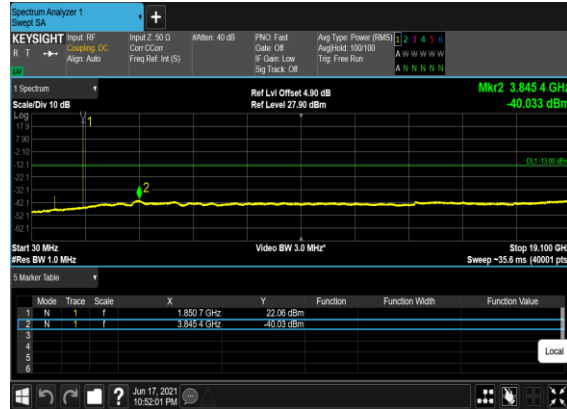 Spectrum Analyzer 1
Swept SA
+
KEYSIGHT Input: RF Input Z: 50 Ω #Atten: 40 dB PNO: Fast Avg Type: Power (RMS) 1 2 3 4 5 6
R T Coupling: DC Corr CCorr Gate: Off Avg|Hold: 100/100 A W W W W W
Align: Auto Freq Ref: Int (S) IF Gain: Low Trig: Free Run
Sig Track: Off A N N N N N
1 Spectrum Ref Lvl Offset 4.90 dB Mkr2 3.845 4 GHz
Scale/Div 10 dB Ref Level 27.90 dBm -40.033 dBm
Log
17.9 1
7.90
-2.10
-12.1 DL1 -13.00 dBm
-22.1
-32.1 2
-42.1
-52.1
-62.1
Start 30 MHz Video BW 3.0 MHz* Stop 19.100 GHz
#Res BW 1.0 MHz Sweep ~35.6 ms (40001 pts)
5 Marker Table
Mode Trace Scale X Y Function Function Width Function Value
1 N 1 f 1.850 7 GHz 22.06 dBm
2 N 1 f 3.845 4 GHz -40.03 dBm
3
4
5
6
Local
? Jun 17, 2021
10:52:01 PM